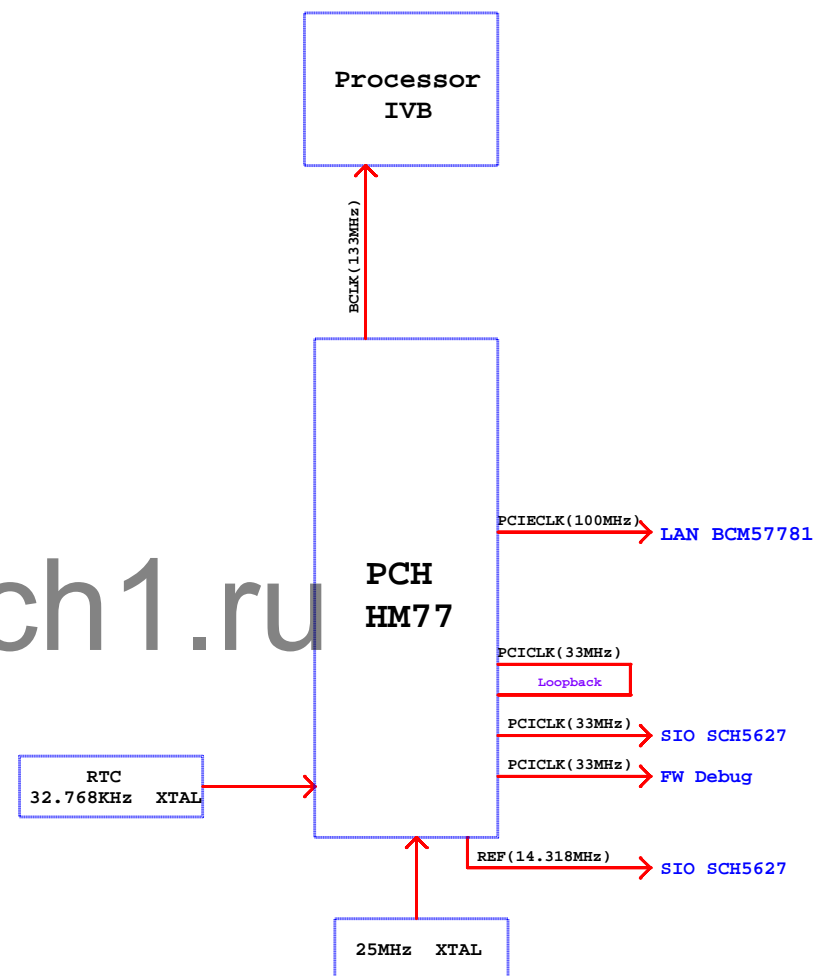 Processor
IVB
BCLK(133MHz)
PCIECLK(100MHz)
LAN BCM57781
ch1.ru
PCH
HM77
PCICLK(33MHz)
Loopback
PCICLK(33MHz)
SIO SCH5627
PCICLK(33MHz)
FW Debug
RTC
32.768KHz XTAL
REF(14.318MHz)
SIO SCH5627
25MHz XTAL